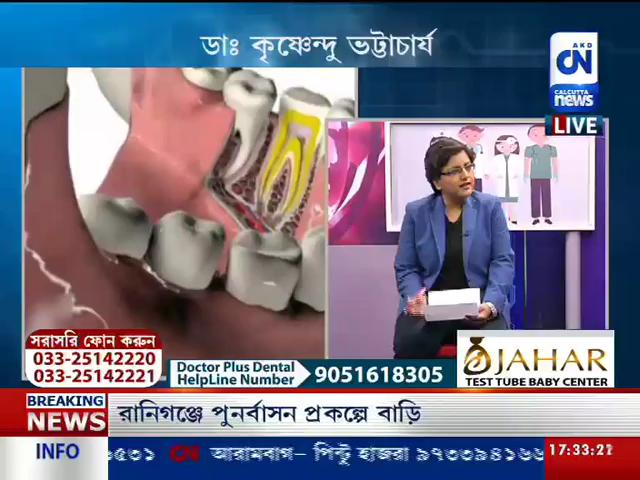 ডাঃ কৃষ্ণেন্দু ভট্টাচার্য
AKD
CN
CALCUTTA
news
LIVE
সরাসরি ফোন করুন
033-25142220
033-25142221
Doctor Plus Dental
HelpLine Number
9051618305
JAHAR
TEST TUBE BABY CENTER
BREAKING
NEWS
রানিগঞ্জে পুনর্বাসন প্রকল্পে বাড়ি
INFO
৬৫৩১ CN আরামবাগ- পিন্টু হাজরা ৯৭৩৩৯৪১৬৬
17:33:21